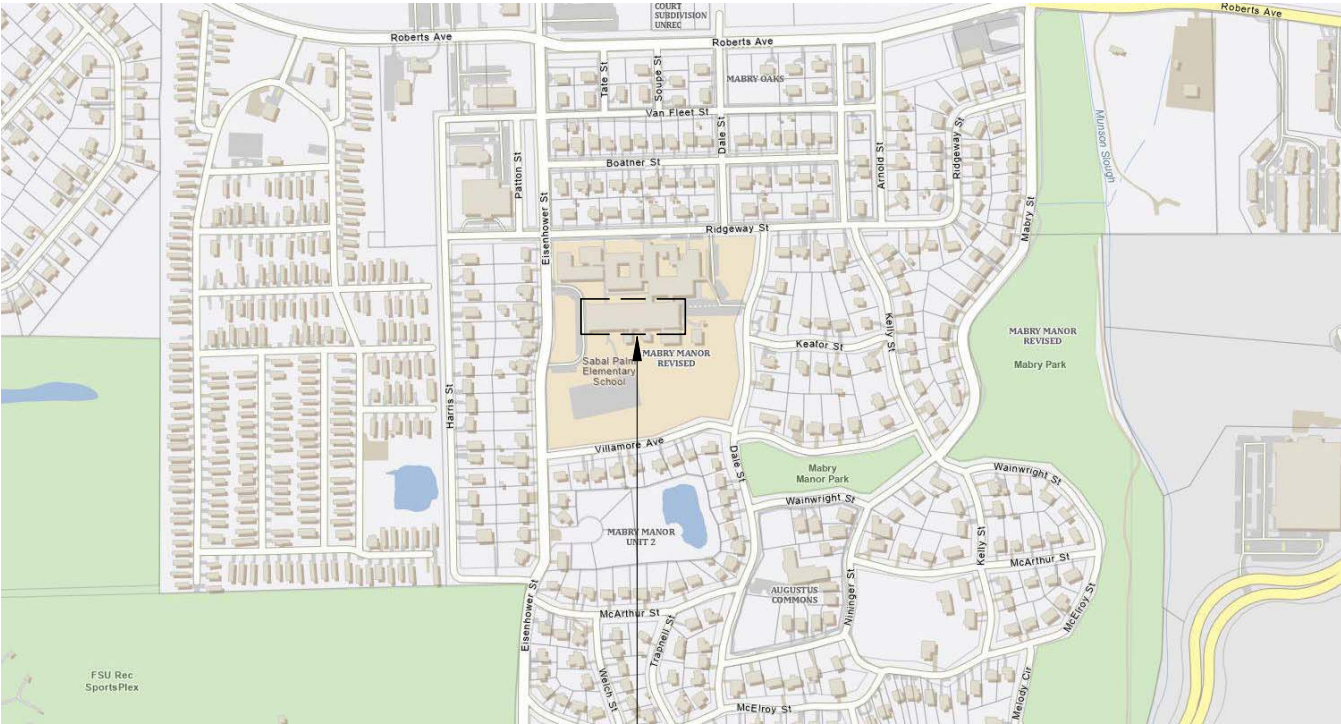 COURT
SUBDIVISION
UNREC
Roberts Ave
Roberts Ave
Roberts Ave
MABRY OAKS
Tate St
Soupe St
Van Fleet St
Dale St
Boatner St
Patton St
Arnold St
Ridgeway St
Munson Slough
Mabry St
Eisenhower St
Ridgeway St
Kelly St
Keafor St
MABRY MANOR
REVISED
Mabry Park
MABRY MANOR
REVISED
Sabal Palm
Elementary
School
Harris St
Villamore Ave
Dale St
Mabry
Manor Park
Wainwright St
Wainwright St
MABRY MANOR
UNIT 2
Kelly St
McArthur St
AUGUSTUS
COMMONS
Nininger St
McElroy St
Eisenhower St
McArthur St
Trapnell St
Welch St
McElroy St
Melody Cir
FSU Rec
SportsPlex